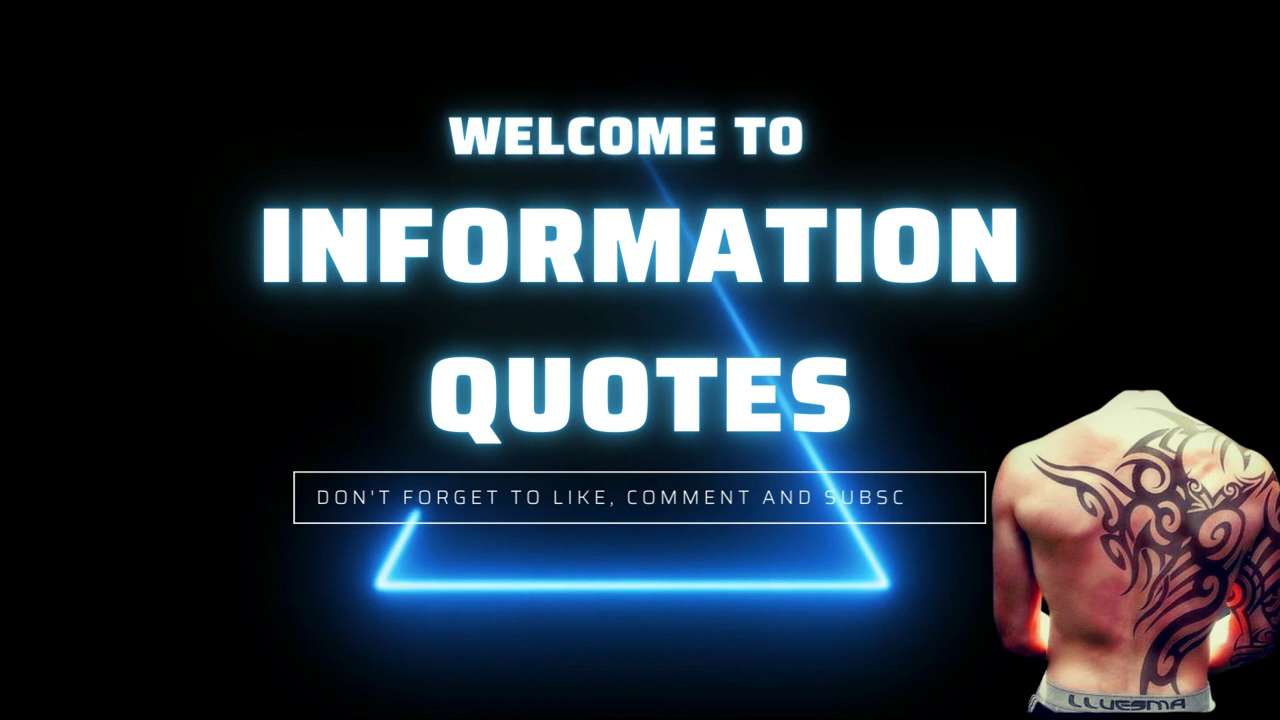 WELCOME TO
INFORMATION
QUOTES
DON'T FORGET TO LIKE, COMMENT AND SUBSC
LLUESMA